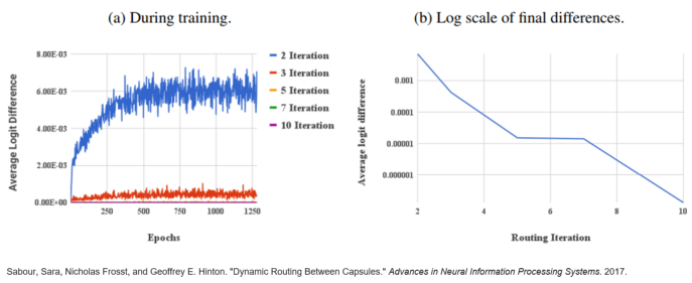 (a) During training.
(b) Log scale of final differences.
8.00E-03
6.00E-03
4.00E-03
2.00E-03
0.00E+00
Average Logit Difference
250 500 750 1000 1250
Epochs
2 Iteration
3 Iteration
5 Iteration
7 Iteration
10 Iteration
0.001
0.0001
0.00001
0.000001
Average logit difference
2 4 6 8 10
Routing Iteration
Sabour, Sara, Nicholas Frosst, and Geoffrey E. Hinton. "Dynamic Routing Between Capsules." Advances in Neural Information Processing Systems. 2017.